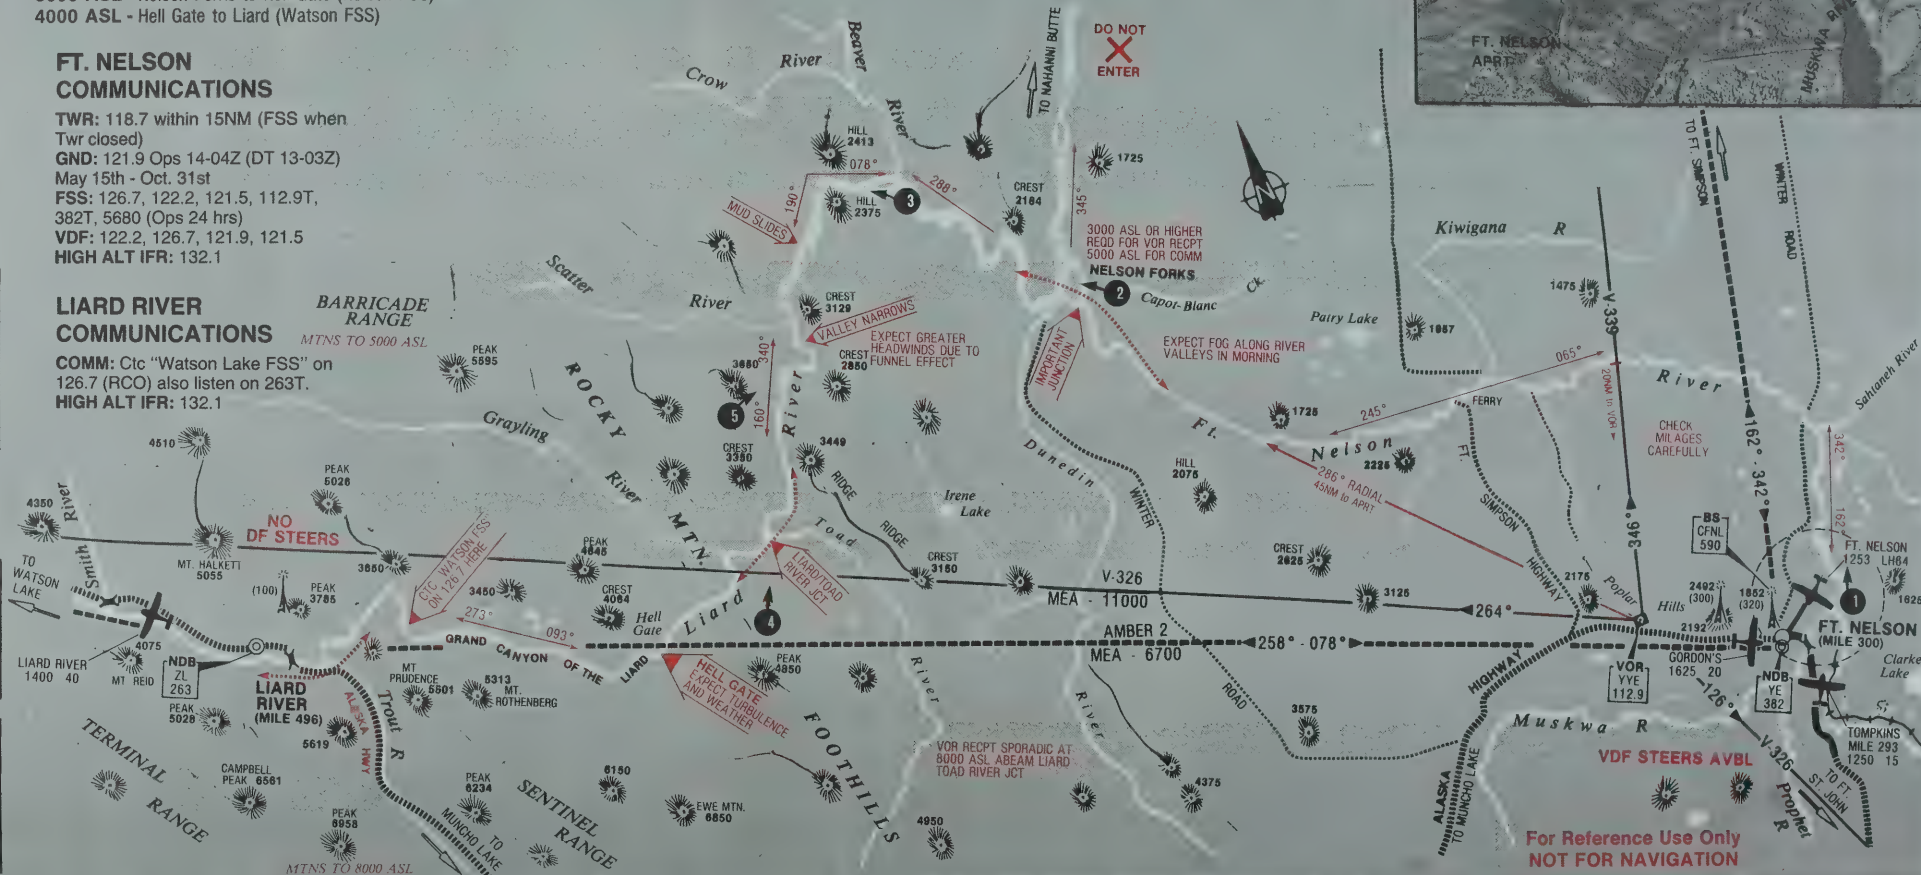 4000 ASL - Hell Gate to Liard (Watson FSS)
FT. NELSON
COMMUNICATIONS
TWR: 118.7 within 15NM (FSS when
Twr closed)
GND: 121.9 Ops 14-04Z (DT 13-03Z)
May 15th - Oct. 31st
FSS: 126.7, 122.2, 121.5, 112.9T,
382T, 5680 (Ops 24 hrs)
VDF: 122.2, 126.7, 121.9, 121.5
HIGH ALT IFR: 132.1
LIARD RIVER
COMMUNICATIONS
COMM: Ctc "Watson Lake FSS" on
126.7 (RCO) also listen on 263T.
HIGH ALT IFR: 132.1
BARRICADE
RANGE
MTNS TO 5000 ASL
Crow River
Beaver River
HILL
2413
078°
190°
HILL
2375
3
288°
MUD SLIDES
CREST
2184
TO NAHANNI BUTTE
DO NOT
ENTER
1725
345°
3000 ASL OR HIGHER
REQD FOR VOR RECPT
5000 ASL FOR COMM
NELSON FORKS
2
Capot-Blanc Ck.
FT. NELSON
APRT
MUSKWA
TO FT. SIMPSON
WINTER
ROAD
Kiwigana R
1475
V-339
Pairy Lake
1957
Scatter
River
CREST
3129
VALLEY NARROWS
EXPECT GREATER
HEADWINDS DUE TO
FUNNEL EFFECT
CREST
2850
PEAK
5595
ROCKY
MTN.
FOOTHILLS
340°
160°
5
River
IMPORTANT
JUNCTION
EXPECT FOG ALONG RIVER
VALLEYS IN MORNING
065°
245°
20NM to VOR
River
Sahtaneh River
FERRY
1725
Ft.
Nelson
2225
CHECK
MILAGES
CAREFULLY
162° - 342°
342°
162°
Grayling
River
4510
PEAK
5026
CREST
3350
3449
RIDGE
RIDGE
Irene
Lake
Dunedin
River
WINTER
ROAD
HILL
2075
286° RADIAL
45NM to APRT
FT.
SIMPSON
HIGHWAY
346°
BS
CFNL
590
4350
Smith
River
NO
DF STEERS
MT. HALKETT
5055
3650
CTC WATSON FSS
ON 126.7 HERE
PEAK
4645
Toad
River
LIARD/TOAD
RIVER JCT
CREST
3160
V-326
MEA - 11000
CREST
2625
3125
264°
2175
Poplar
Hills
2492
(300)
2192
1852
(320)
FT. NELSON
1253 LH64
1625
1
FT. NELSON
(MILE 300)
TO
WATSON
LAKE
(100)
PEAK
3785
3450
CREST
4064
Hell
Gate
Liard
4
273°
093°
GRAND CANYON OF THE LIARD
AMBER 2
MEA - 6700
258° - 078°
LIARD RIVER
1400 40
4075
MT REID
NDB
ZL
263
LIARD
RIVER
(MILE 496)
ALASKA HWY
Trout R
MT
PRUDENCE
5501
5313
MT.
ROTHENBERG
HELL GATE
EXPECT TURBULENCE
AND WEATHER
PEAK
4850
VOR
YYE
112.9
GORDON'S
1625 20
NDB
YE
382
Clarke
Lake
PEAK
5028
5619
TERMINAL
RANGE
CAMPBELL
PEAK 6561
PEAK
6958
MTNS TO 8000 ASL
PEAK
6234
TO
MUNCHO LAKE
SENTINEL
RANGE
6150
EWE MTN.
6850
4950
VOR RECPT SPORADIC AT
8000 ASL ABEAM LIARD
TOAD RIVER JCT
4375
3575
HIGHWAY
ALASKA
TO MUNCHO LAKE
Muskwa R
126°
V-326
VDF STEERS AVBL
Prophet
R
TO FT.
ST. JOHN
TOMPKINS
MILE 293
1250 15
For Reference Use Only
NOT FOR NAVIGATION